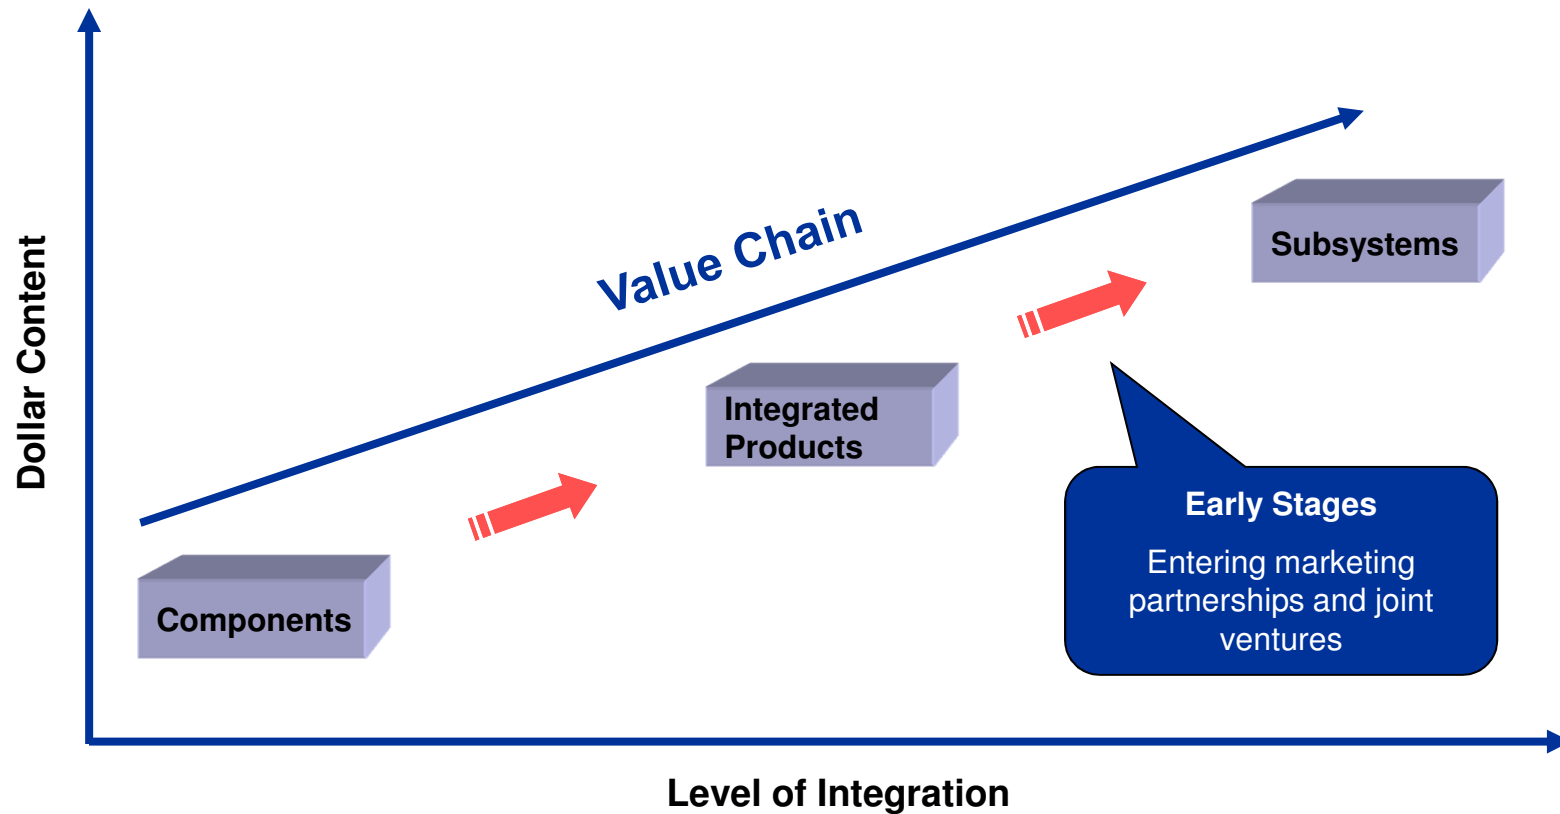 Dollar Content
Value Chain
Subsystems
Integrated
Products
Components
Early Stages
Entering marketing
partnerships and joint
ventures
Level of Integration